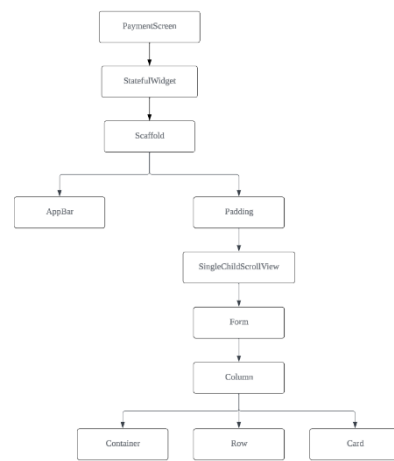 PaymentScreen
StatefulWidget
Scaffold
AppBar
Padding
SingleChildScrollView
Form
Column
Container
Row
Card